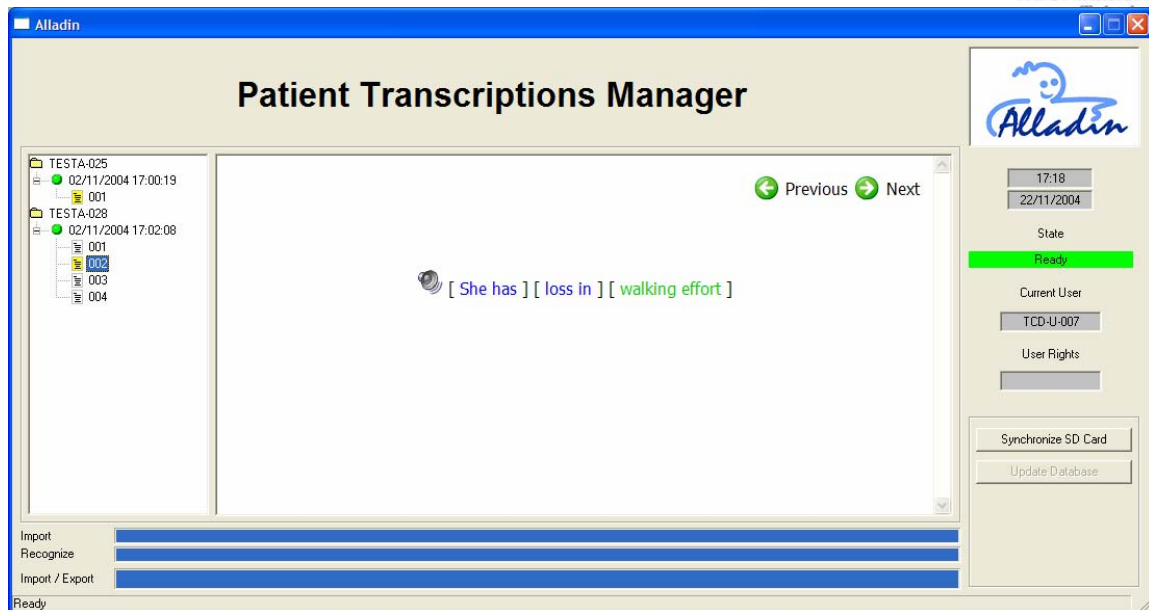 Alladin
Patient Transcriptions Manager
Alladin
TESTA-025
02/11/2004 17:00:19
001
TESTA-028
02/11/2004 17:02:08
001
002
003
004
Previous Next
[ She has ] [ loss in ] [ walking effort ]
17:18
22/11/2004
State
Ready
Current User
TCD-U-007
User Rights
Synchronize SD Card
Update Database
Import
Recognize
Import / Export
Ready